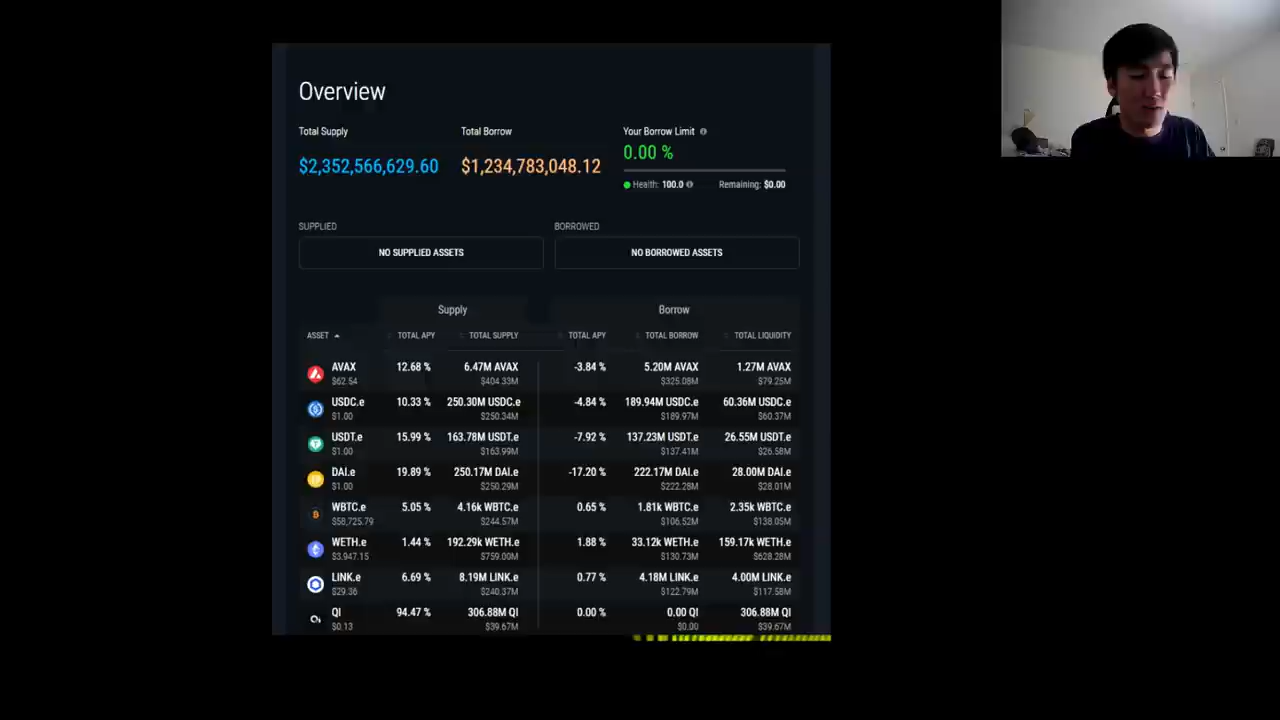 Overview
Total Supply Total Borrow Your Borrow Limit
$2,352,566,629.60 $1,234,783,048.12 0.00 %
Health: 100.0 Remaining: $0.00
SUPPLIED BORROWED
NO SUPPLIED ASSETS NO BORROWED ASSETS
Supply Borrow
ASSET TOTAL APY TOTAL SUPPLY TOTAL APY TOTAL BORROW TOTAL LIQUIDITY
AVAX 12.68 % 6.47M AVAX -3.84 % 5.20M AVAX 1.27M AVAX
$62.54 $404.33M $325.08M $79.25M
USDC.e 10.33 % 250.30M USDC.e -4.84 % 189.94M USDC.e 60.36M USDC.e
$1.00 $250.34M $189.97M $60.37M
USDT.e 15.99 % 163.78M USDT.e -7.92 % 137.23M USDT.e 26.55M USDT.e
$1.00 $163.99M $137.41M $26.58M
DAI.e 19.89 % 250.17M DAI.e -17.20 % 222.17M DAI.e 28.00M DAI.e
$1.00 $250.29M $222.28M $28.01M
WBTC.e 5.05 % 4.16k WBTC.e 0.65 % 1.81k WBTC.e 2.35k WBTC.e
$58,725.79 $244.57M $106.52M $138.05M
WETH.e 1.44 % 192.29k WETH.e 1.88 % 33.12k WETH.e 159.17k WETH.e
$3,947.15 $759.00M $130.73M $628.28M
LINK.e 6.69 % 8.19M LINK.e 0.77 % 4.18M LINK.e 4.00M LINK.e
$29.36 $240.37M $122.79M $117.58M
QI 94.47 % 306.88M QI 0.00 % 0.00 QI 306.88M QI
$0.13 $39.67M $0.00 $39.67M